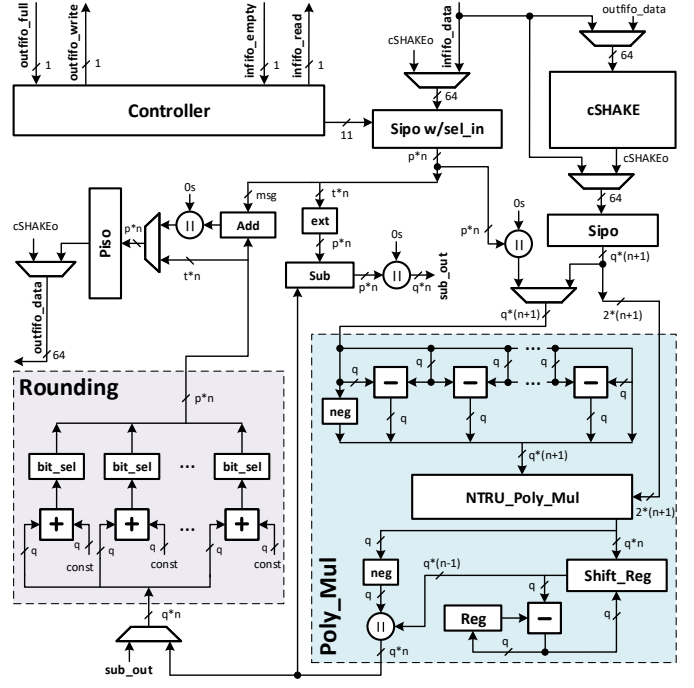 outfifo_full
outfifo_write
infifo_empty
infifo_read
infifo_data
outfifo_data
cSHAKEo
1
1
1
1
64
64
Controller
11
Sipo w/sel_in
cSHAKE
p*n
cSHAKEo
64
Piso
0s
msg
t*n
0s
p*n
Sipo
||
Add
ext
||
q*(n+1)
cSHAKEo
p*n
p*n
0s
t*n
Sub
p*n
||
q*n
sub_out
q*(n+1)
2*(n+1)
outfifo_data
64
Rounding
p*n
q
q
q
...
q
q
−
−
...
−
neg
q
q
q
q
bit_sel
bit_sel
...
bit_sel
q*(n+1)
NTRU_Poly_Mul
2*(n+1)
+
+
...
+
q
q
q
q
q
q
const
const
const
q
q*n
neg
q*(n-1)
Shift_Reg
q
q
||
Reg
−
q
q
q*n
q*n
sub_out
Poly_Mul